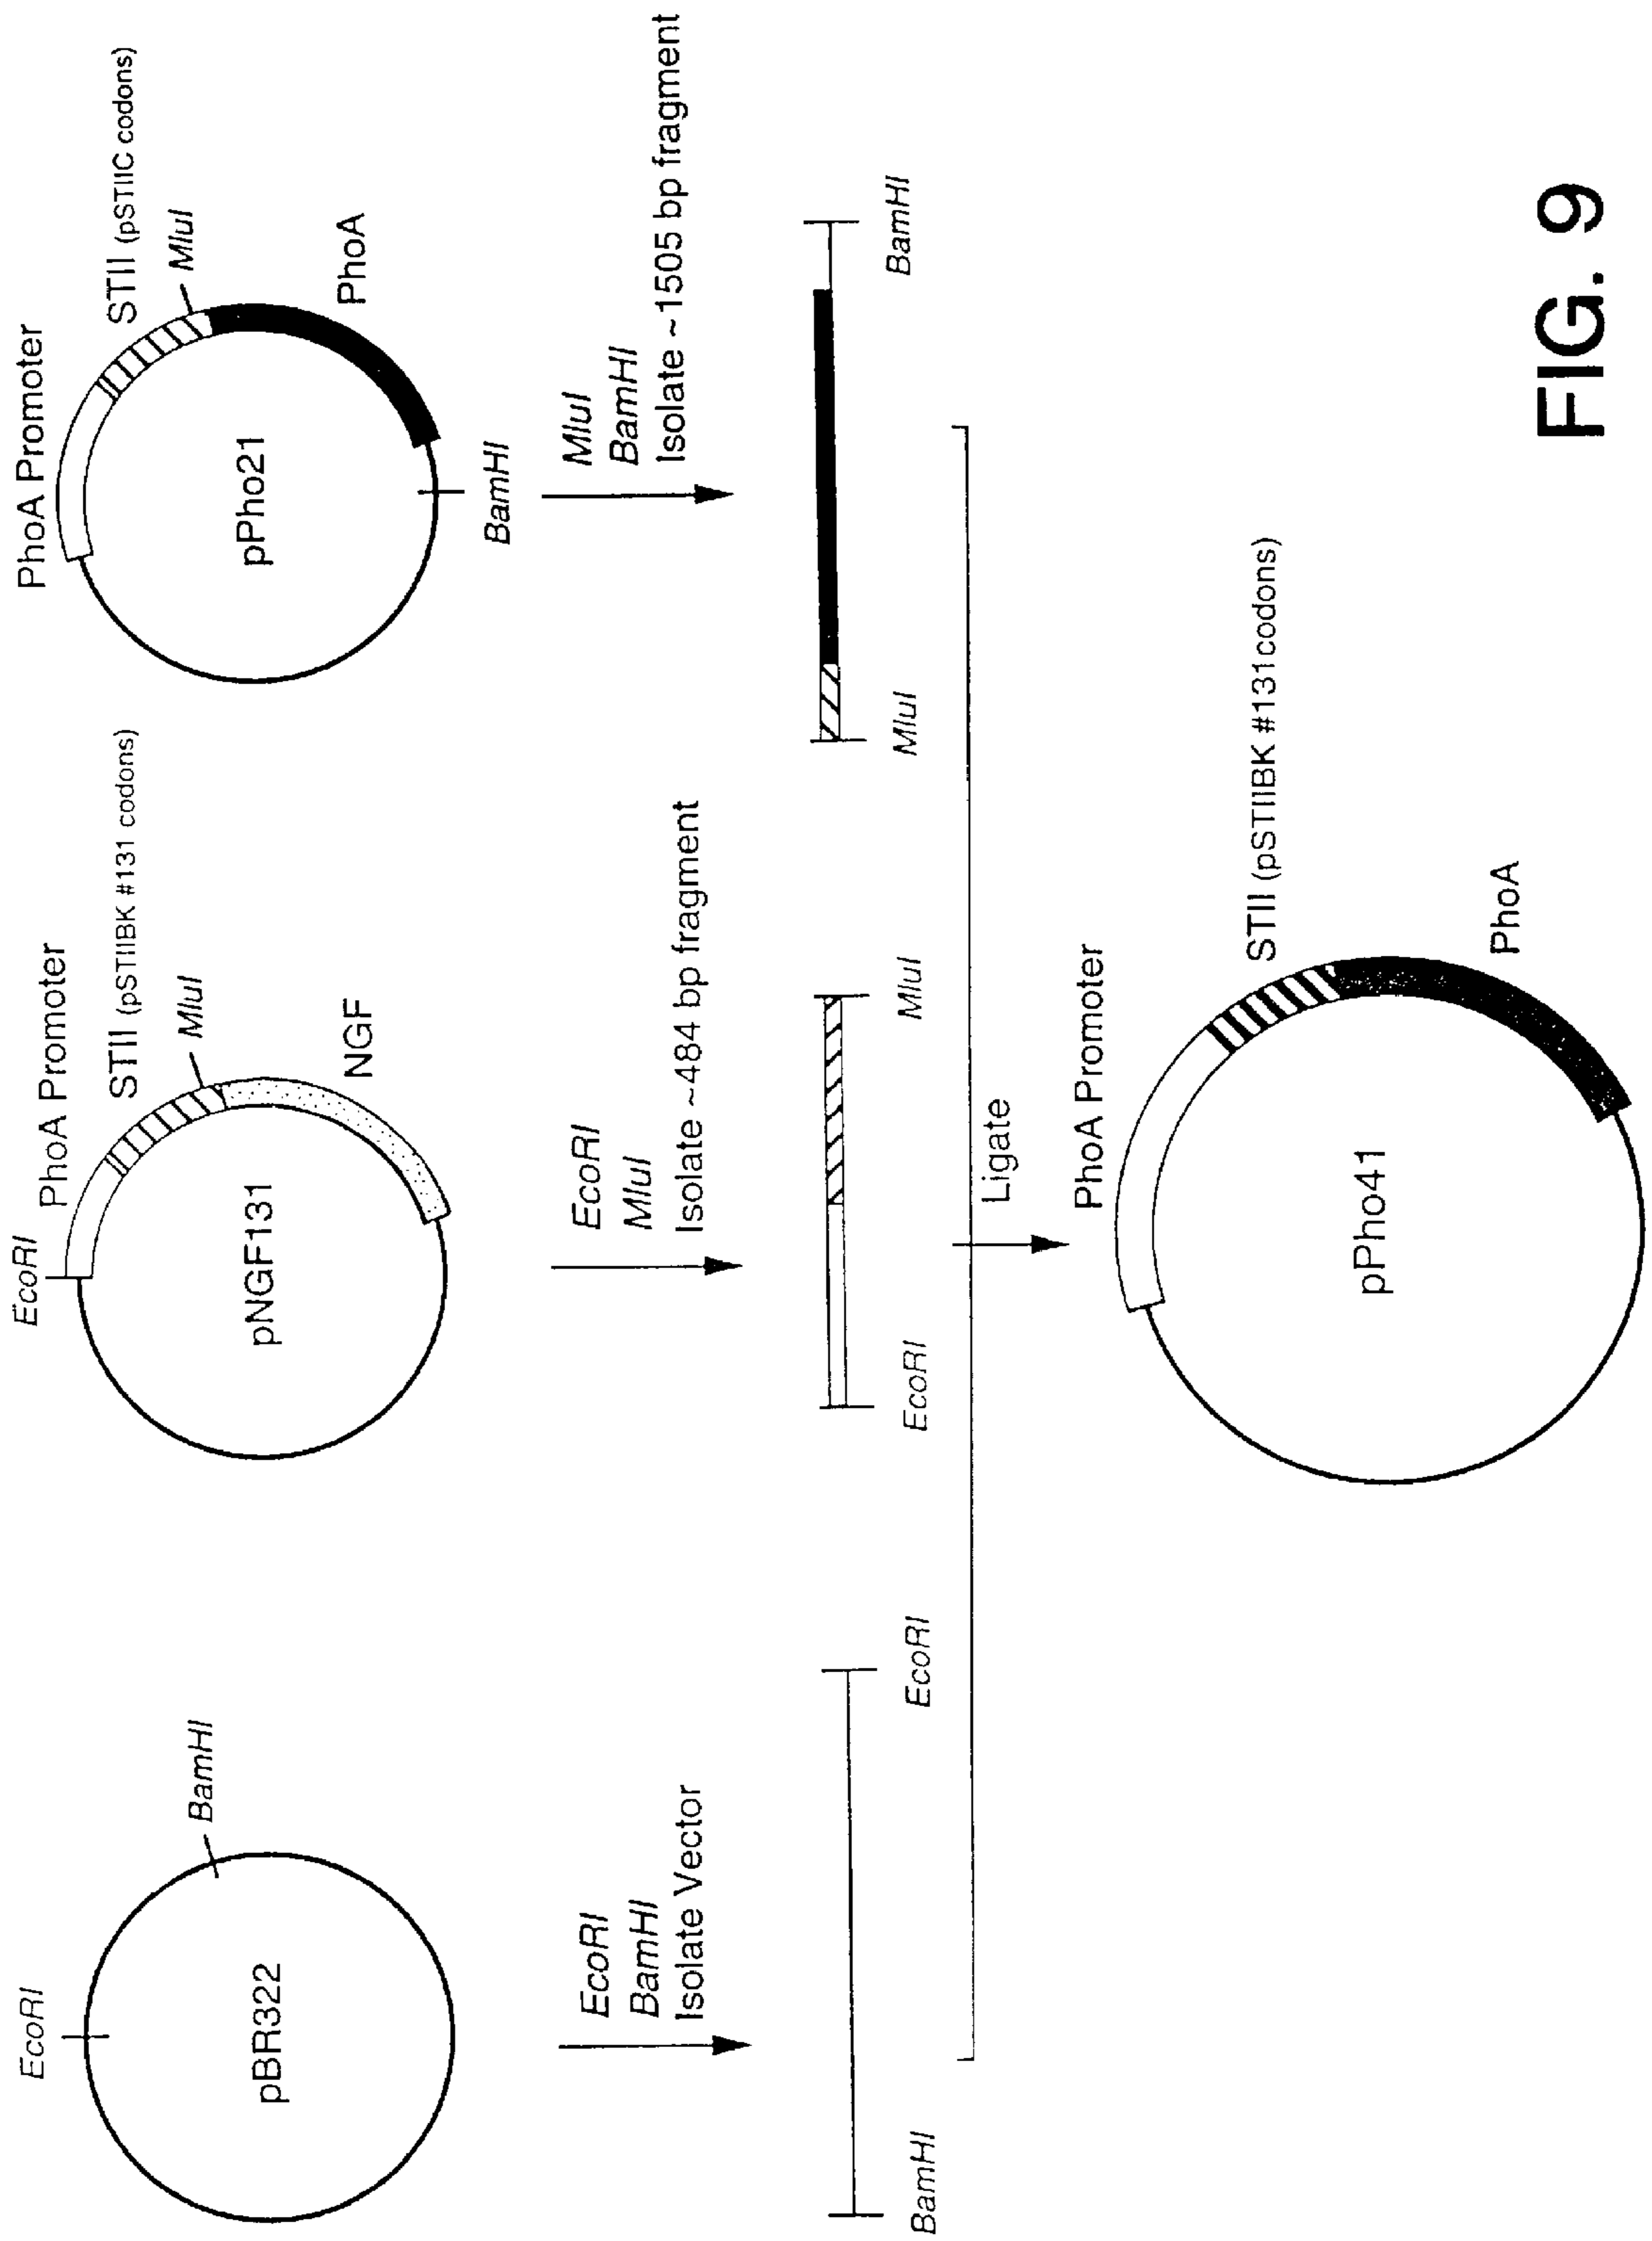 EcoRI
BamHI
pBR322
EcoRI
BamHI
Isolate Vector
BamHI
EcoRI
EcoRI
PhoA Promoter
STII (pSTIIBK #131 codons)
MluI
NGF
pNGF131
EcoRI
MluI
Isolate ~484 bp fragment
EcoRI
MluI
PhoA Promoter
STII (pSTIIC codons)
MluI
PhoA
pPho21
BamHI
MluI
BamHI
Isolate ~1505 bp fragment
MluI
BamHI
Ligate
PhoA Promoter
STII (pSTIIBK #131codons)
PhoA
pPho41
FIG. 9